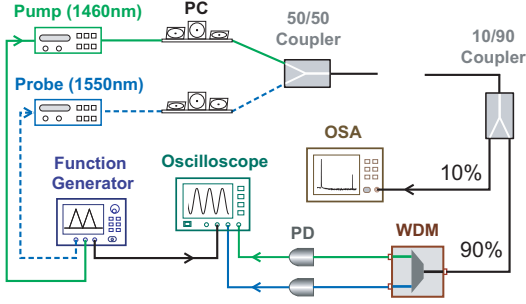 Pump (1460nm)
PC
50/50
Coupler
10/90
Coupler
Probe (1550nm)
OSA
10%
Function
Generator
Oscilloscope
PD
WDM
90%